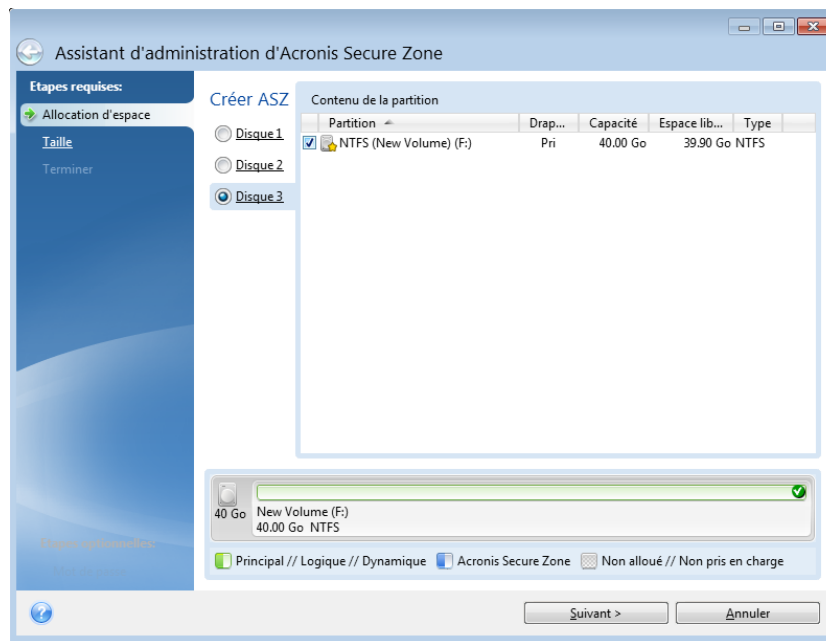 Assistant d'administration d'Acronis Secure Zone
Etapes requises:
Allocation d'espace
Taille
Terminer
Créer ASZ
Disque 1
Disque 2
Disque 3
Contenu de la partition
Partition Drap... Capacité Espace lib... Type
NTFS (New Volume) (F:) Pri 40.00 Go 39.90 Go NTFS
40 Go
New Volume (F:)
40.00 Go NTFS
Principal // Logique // Dynamique Acronis Secure Zone Non alloué // Non pris en charge
Etapes optionnelles:
Suivant > Annuler